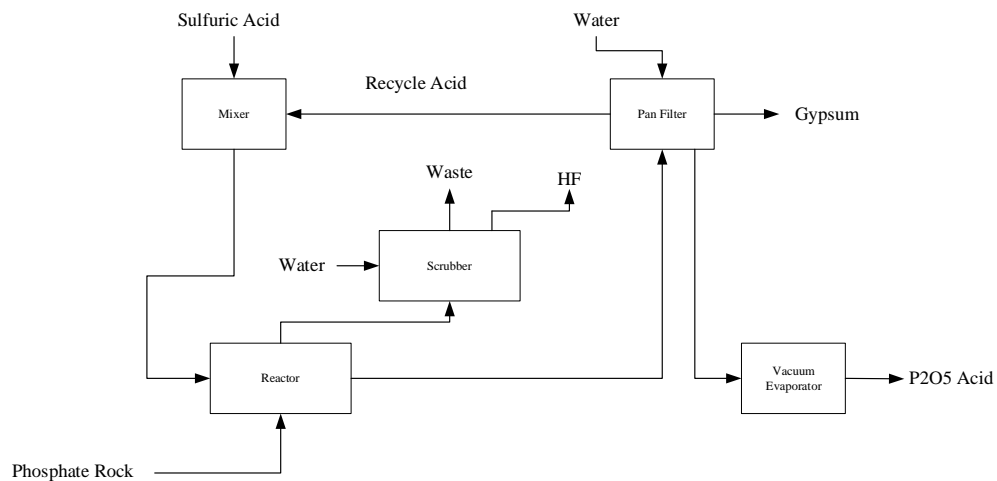 Sulfuric Acid
Water
Recycle Acid
Mixer
Pan Filter
Gypsum
Waste
HF
Water
Scrubber
Reactor
Vacuum
Evaporator
P2O5 Acid
Phosphate Rock